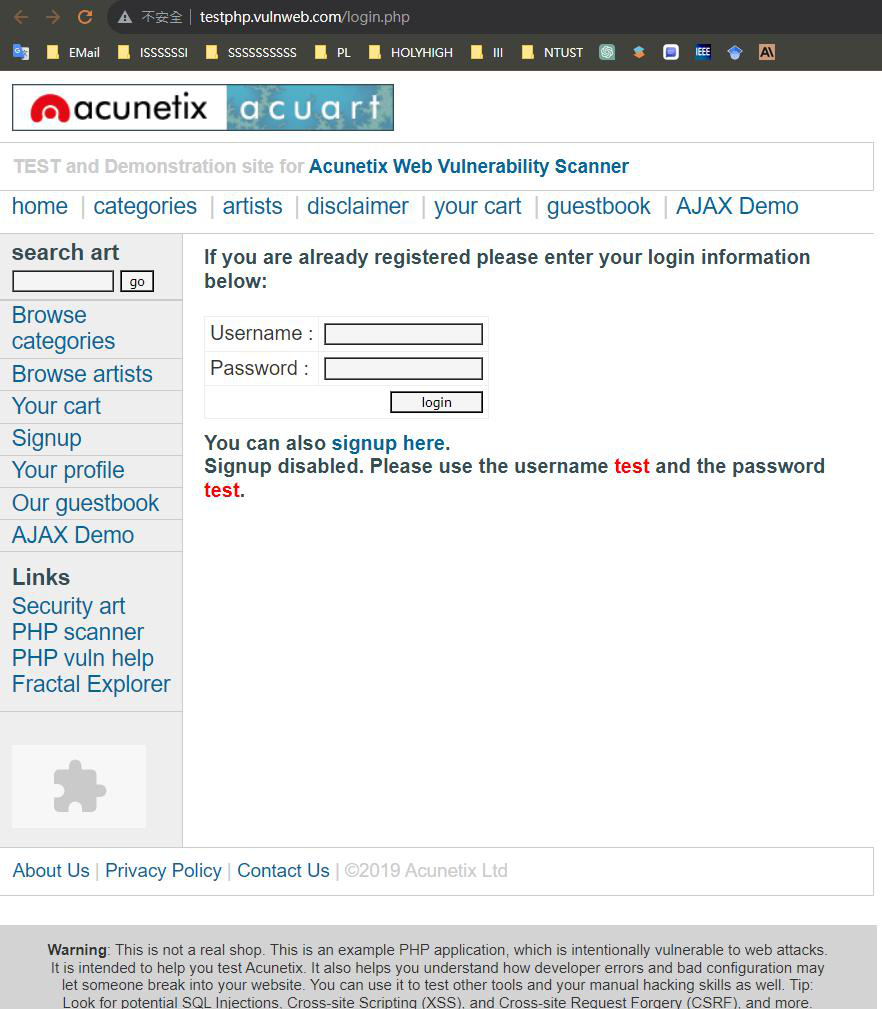 不安全 | testphp.vulnweb.com/login.php
EMail ISSSSSSI SSSSSSSSSS PL HOLYHIGH III NTUST IEEE A\
acunetix acuart
TEST and Demonstration site for Acunetix Web Vulnerability Scanner
home | categories | artists | disclaimer | your cart | guestbook | AJAX Demo
search art
go
Browse
categories
Browse artists
Your cart
Signup
Your profile
Our guestbook
AJAX Demo
Links
Security art
PHP scanner
PHP vuln help
Fractal Explorer
If you are already registered please enter your login information
below:
Username :
Password :
login
You can also signup here.
Signup disabled. Please use the username test and the password
test.
About Us | Privacy Policy | Contact Us | ©2019 Acunetix Ltd
Warning: This is not a real shop. This is an example PHP application, which is intentionally vulnerable to web attacks.
It is intended to help you test Acunetix. It also helps you understand how developer errors and bad configuration may
let someone break into your website. You can use it to test other tools and your manual hacking skills as well. Tip:
Look for potential SQL Injections, Cross-site Scripting (XSS), and Cross-site Request Forgery (CSRF), and more.